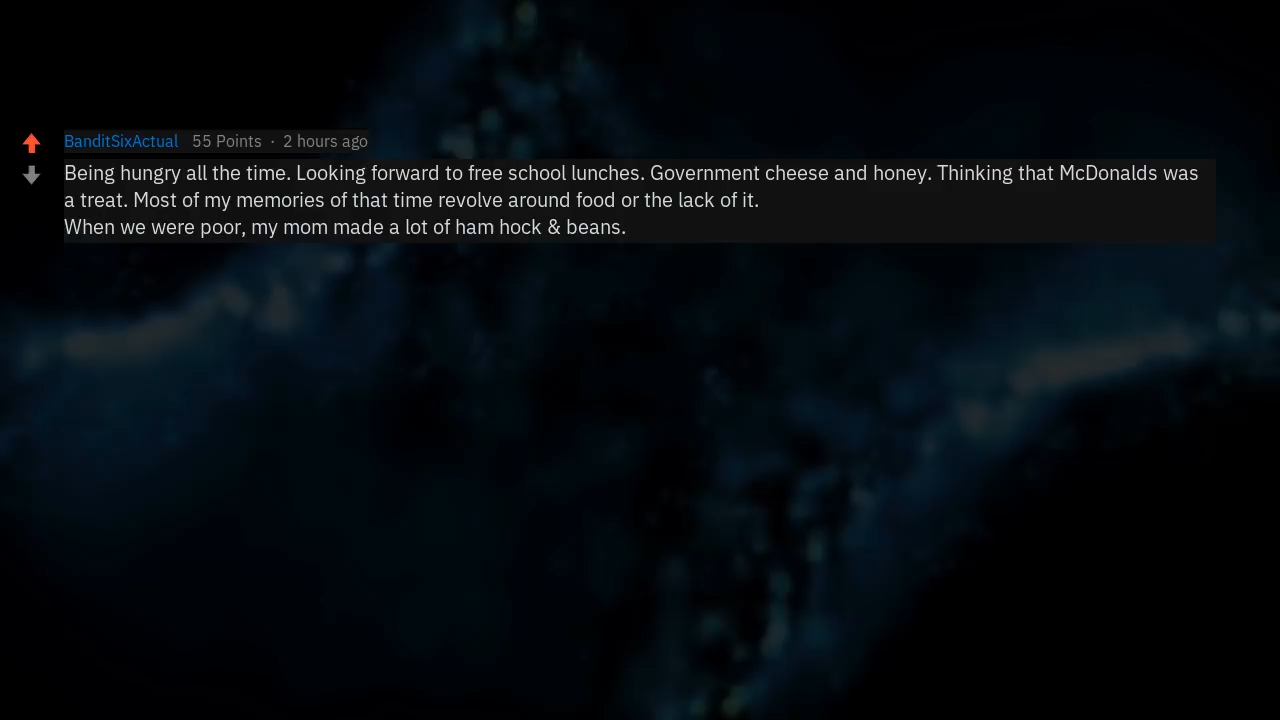 BanditSixActual 55 Points · 2 hours ago
Being hungry all the time. Looking forward to free school lunches. Government cheese and honey. Thinking that McDonalds was
a treat. Most of my memories of that time revolve around food or the lack of it.
When we were poor, my mom made a lot of ham hock & beans.